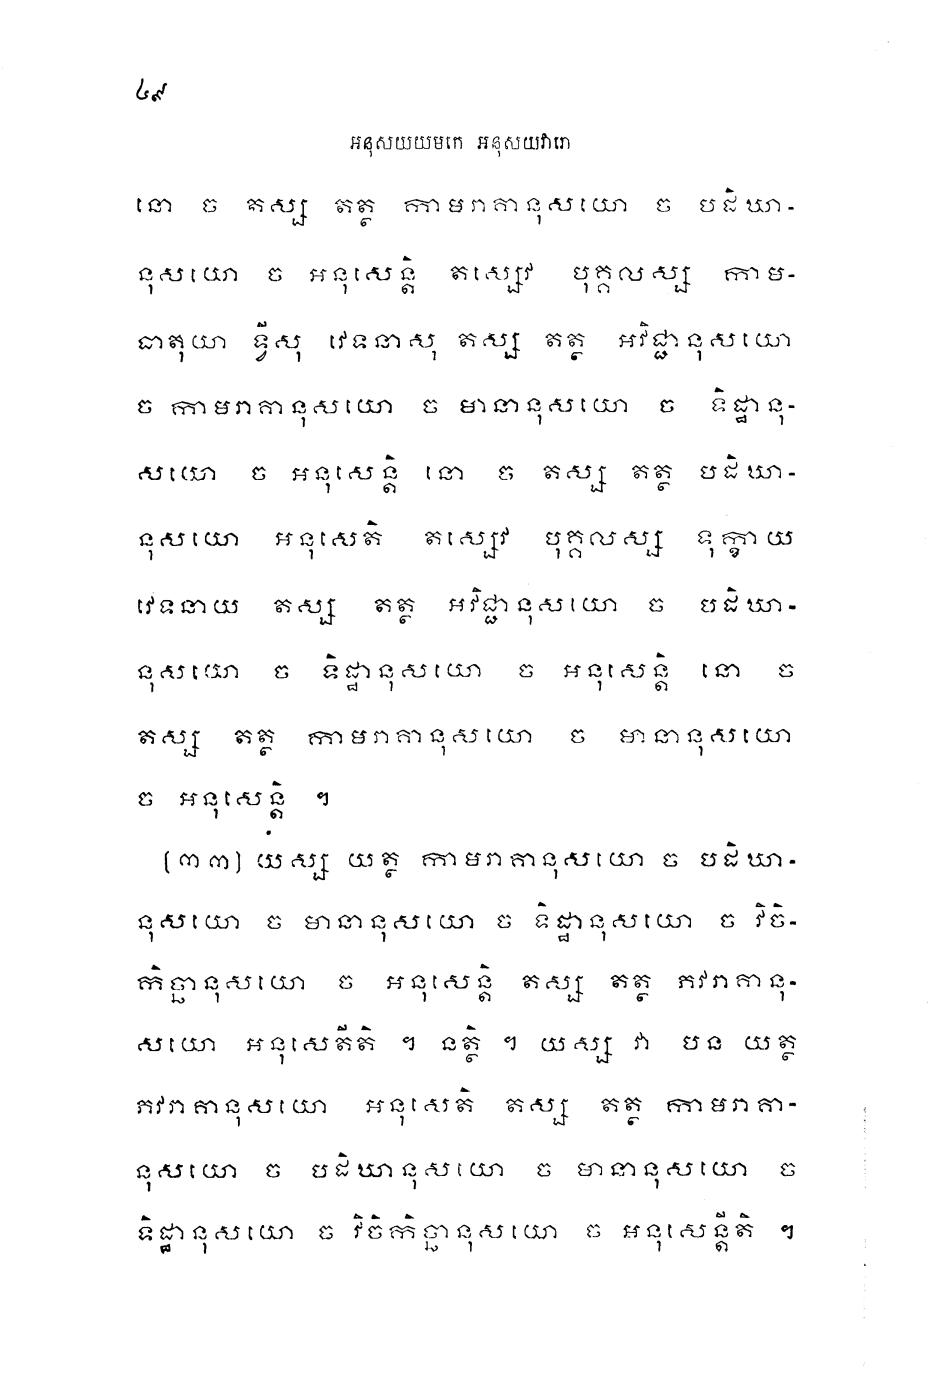 ៤៩
អនុសយយមកេ អនុសយវារោ
នោ ច តស្ស តត្ថ កាមរាគានុសយោ ច បដិឃា-
នុសយោ ច អនុសេន្តិ តស្សេវ បុគ្គលស្ស កាម-
ធាតុយា ទ្វីសុ វេទនាសុ តស្ស តត្ថ អវិជ្ជានុសយោ
ច កាមរាគានុសយោ ច មានានុសយោ ច ទិដ្ឋានុ-
សយោ ច អនុសេន្តិ នោ ច តស្ស តត្ថ បដិឃា-
នុសយោ អនុសេតិ តស្សេវ បុគ្គលស្ស ទុក្ខាយ
វេទនាយ តស្ស តត្ថ អវិជ្ជានុសយោ ច បដិឃា-
នុសយោ ច ទិដ្ឋានុសយោ ច អនុសេន្តិ នោ ច
តស្ស តត្ថ កាមរាគានុសយោ ច មានានុសយោ
ច អនុសេន្តិ ។
(៣៣) យស្ស យត្ថ កាមរាគានុសយោ ច បដិឃា-
នុសយោ ច មានានុសយោ ច ទិដ្ឋានុសយោ ច វិចិ-
កិច្ឆានុសយោ ច អនុសេន្តិ តស្ស តត្ថ ភវរាគានុ-
សយោ អនុសេតីតិ ។ នត្ថិ ។ យស្ស វា បន យត្ថ
ភវរាគានុសយោ អនុសេតិ តស្ស តត្ថ កាមរាគា-
នុសយោ ច បដិឃានុសយោ ច មានានុសយោ ច
ទិដ្ឋានុសយោ ច វិចិកិច្ឆានុសយោ ច អនុសេន្តីតិ ។